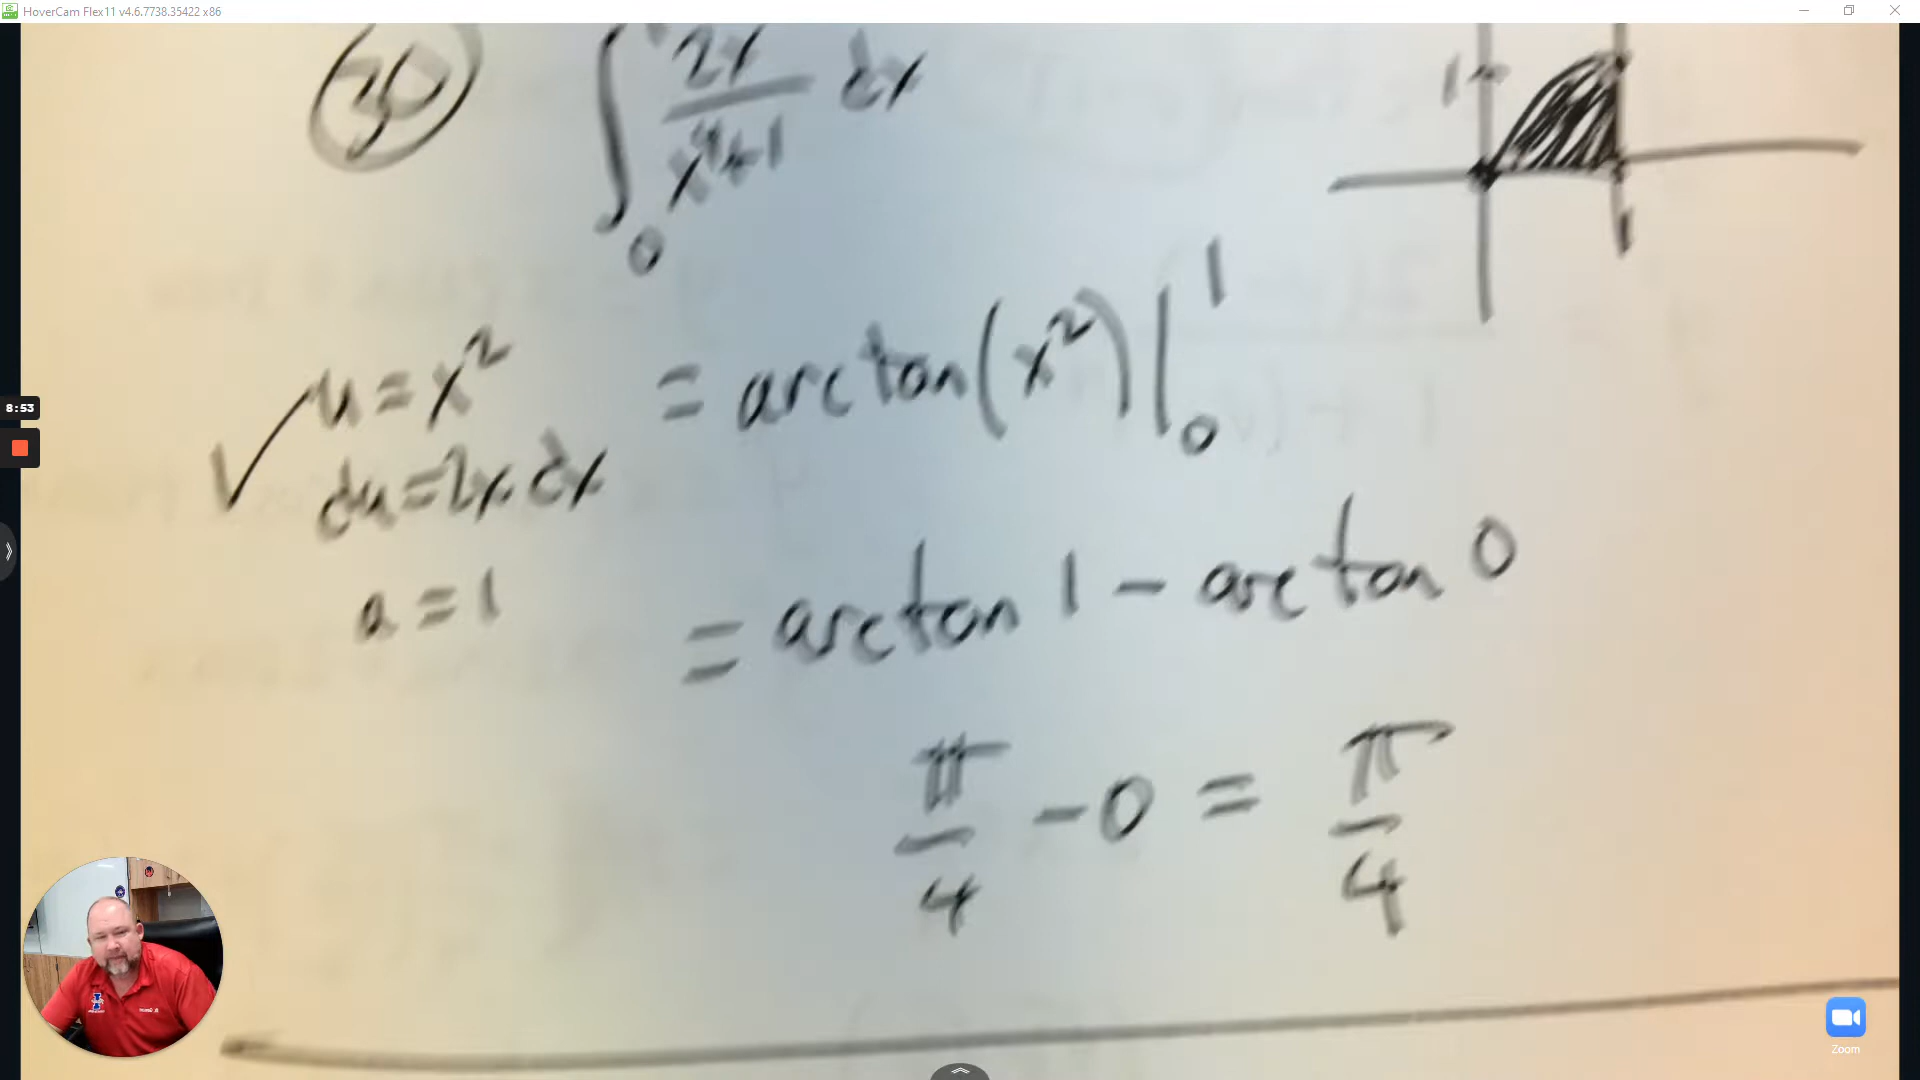 HoverCam Flex11 v4.6.7738.35422 x86
30 ∫₀¹ 2x/(x⁴+1) dx
1
1
u = x²
du = 2x dx
a = 1
= arctan(x²) |₀¹
= arctan 1 − arctan 0
π/4 − 0 = π/4
8:53
Zoom